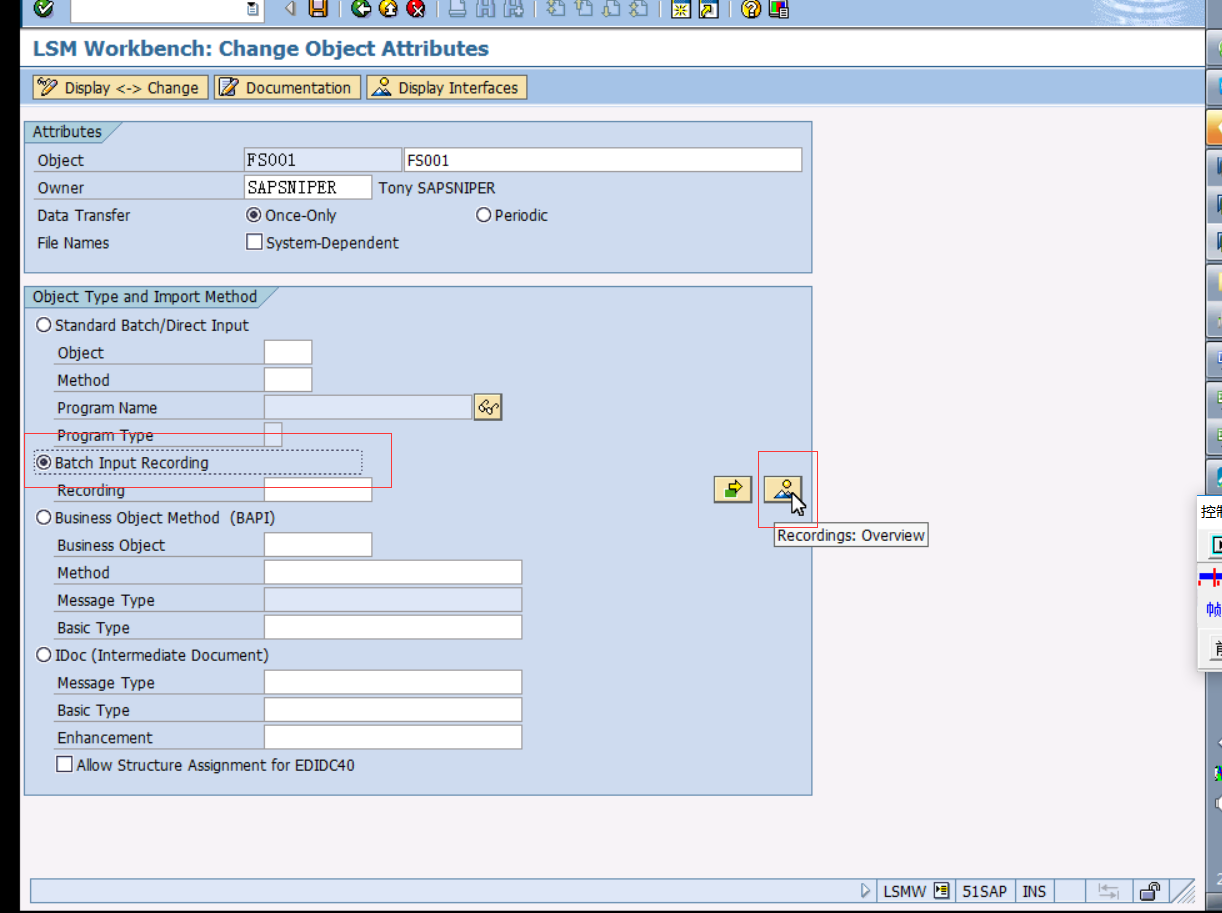 LSM Workbench: Change Object Attributes
Display <-> Change Documentation Display Interfaces
Attributes
Object FS001 FS001
Owner SAPSNIPER Tony SAPSNIPER
Data Transfer Once-Only Periodic
File Names System-Dependent
Object Type and Import Method
Standard Batch/Direct Input
Object
Method
Program Name
Program Type
Batch Input Recording
Recording
Business Object Method (BAPI)
Recordings: Overview
Business Object
Method
Message Type
Basic Type
IDoc (Intermediate Document)
Message Type
Basic Type
Enhancement
Allow Structure Assignment for EDIDC40
LSMW 51SAP INS
控制
帧